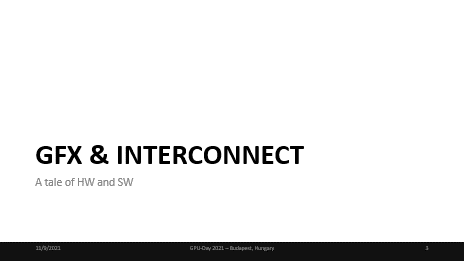 GFX & INTERCONNECT
A tale of HW and SW
11/9/2021 GPU-Day 2021 – Budapest, Hungary 3